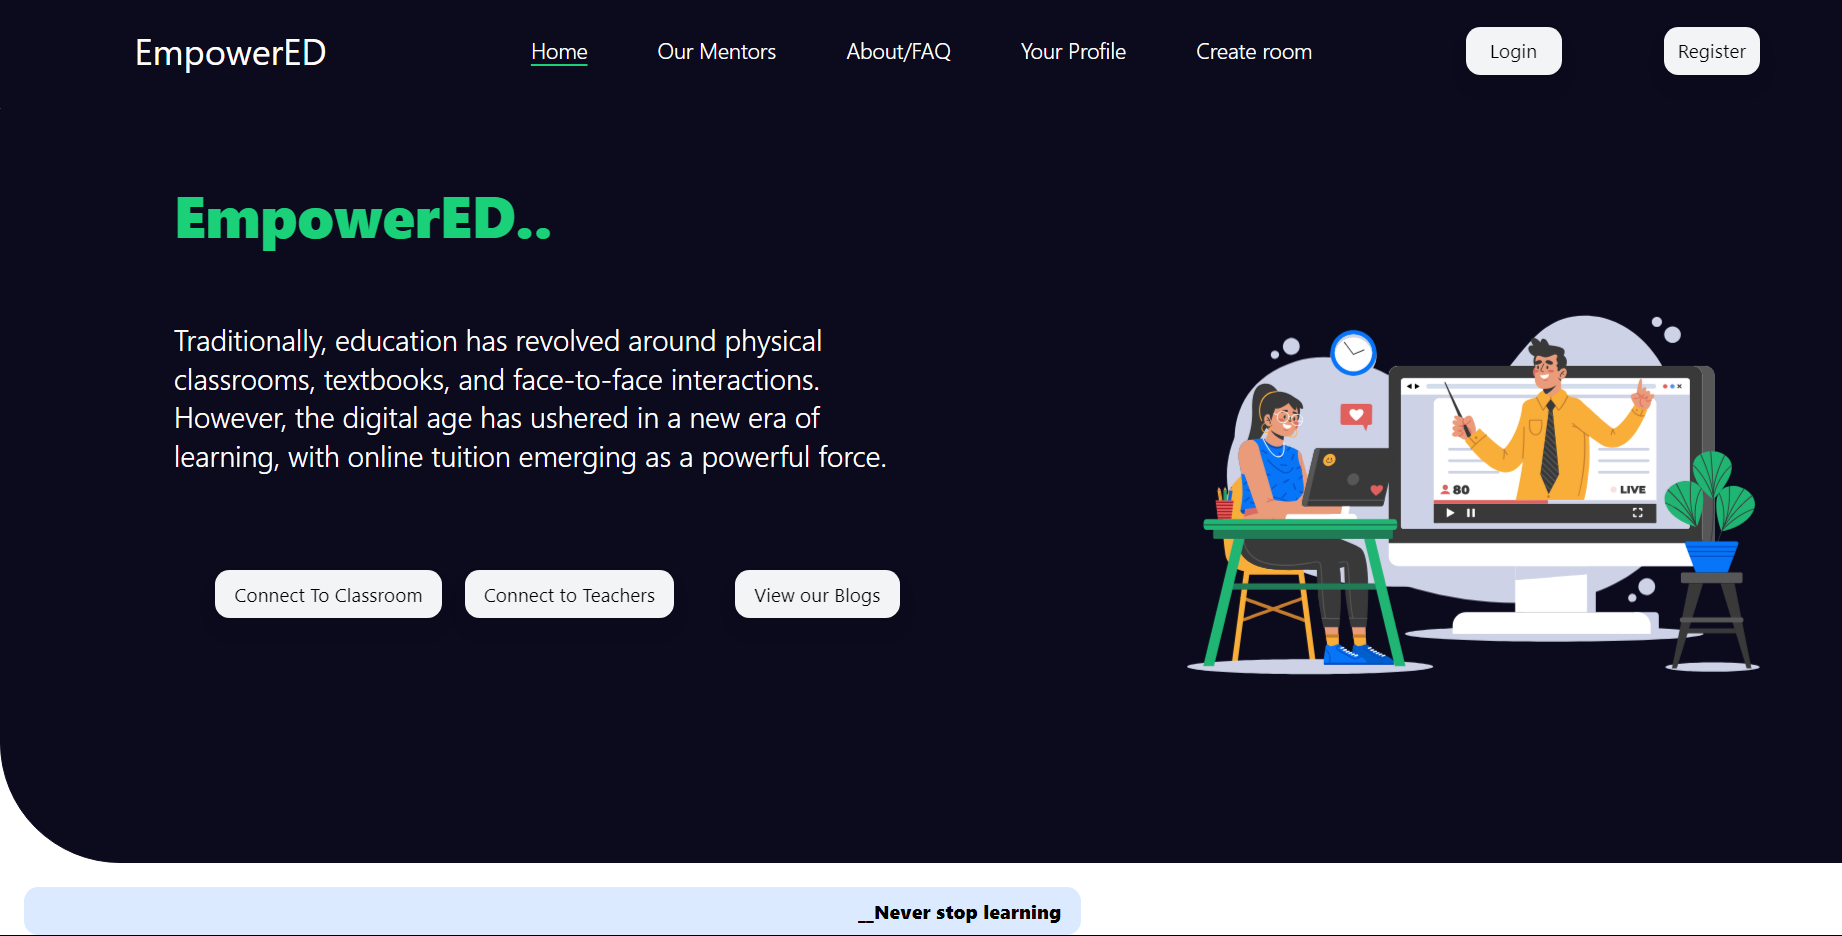 EmpowerED
Home
Our Mentors
About/FAQ
Your Profile
Create room
Login
Register
EmpowerED..
Traditionally, education has revolved around physical
classrooms, textbooks, and face-to-face interactions.
However, the digital age has ushered in a new era of
learning, with online tuition emerging as a powerful force.
Connect To Classroom
Connect to Teachers
View our Blogs
80
LIVE
__Never stop learning